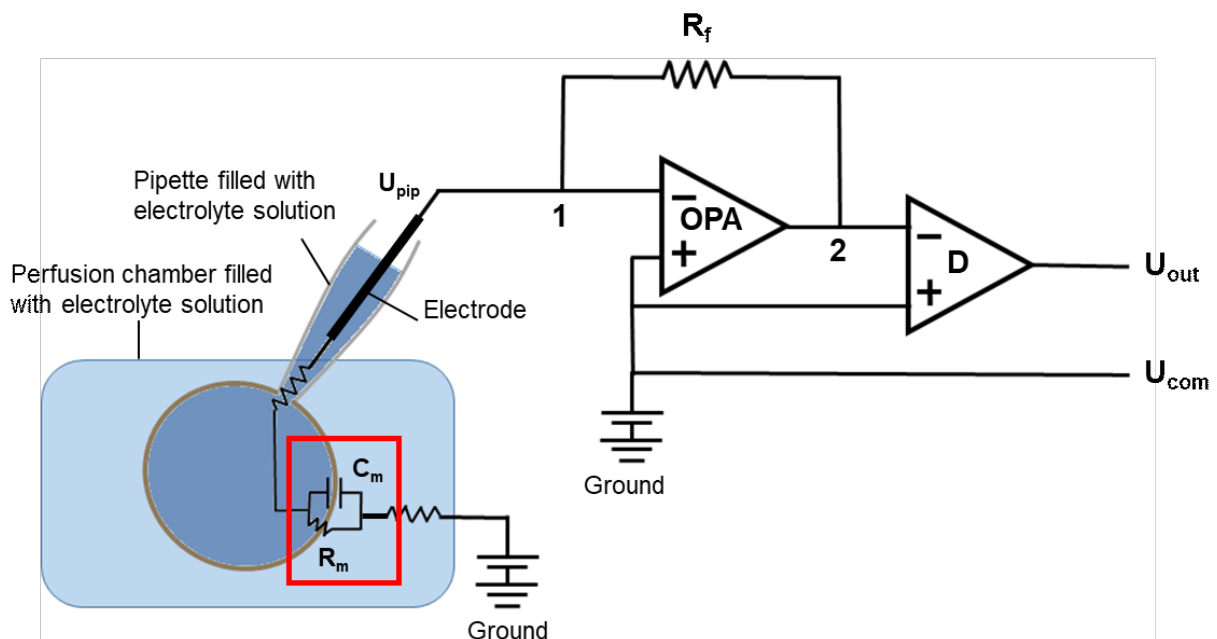 Rf
Pipette filled with
electrolyte solution
Upip
1
OPA
2
D
Uout
Perfusion chamber filled
with electrolyte solution
Electrode
Ucom
Ground
Cm
Rm
Ground